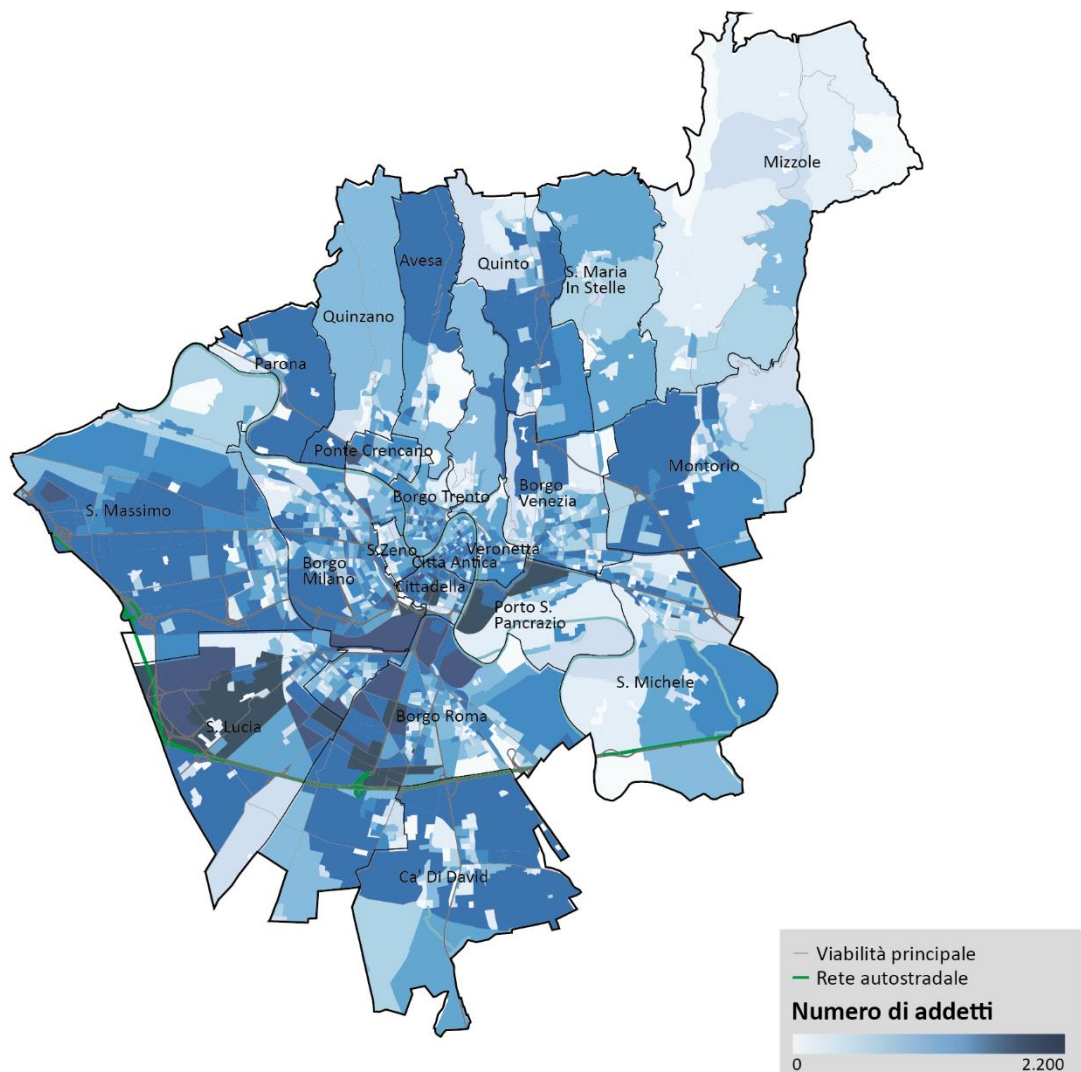 Mizzole
Avesa
Quinto
S. Maria
In Stelle
Quinzano
Parona
Ponte Crencano
Montorio
Borgo Trento
Borgo
Venezia
S. Massimo
S.Zeno
Veronetta
Città Antica
Borgo
Milano
Cittadella
Porto S.
Pancrazio
S. Michele
S. Lucia
Borgo Roma
Ca' Di David
Viabilità principale
Rete autostradale
Numero di addetti
0
2.200